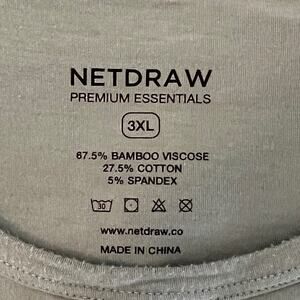 NETDRAW
PREMIUM ESSENTIALS
3XL
67.5% BAMBOO VISCOSE
27.5% COTTON
5% SPANDEX
30
www.netdraw.co
MADE IN CHINA